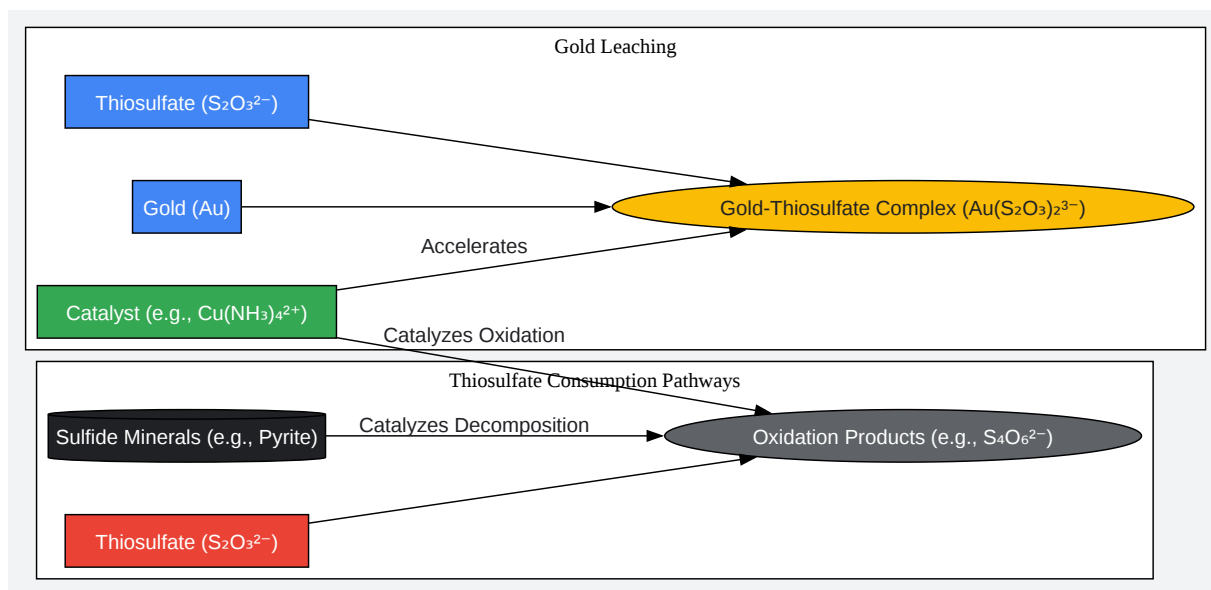 Gold Leaching
Thiosulfate (S₂O₃²⁻)
Gold (Au)
Gold-Thiosulfate Complex (Au(S₂O₃)₂³⁻)
Accelerates
Catalyst (e.g., Cu(NH₃)₄²⁺)
Catalyzes Oxidation
Thiosulfate Consumption Pathways
Sulfide Minerals (e.g., Pyrite)
Catalyzes Decomposition
Oxidation Products (e.g., S₄O₆²⁻)
Thiosulfate (S₂O₃²⁻)